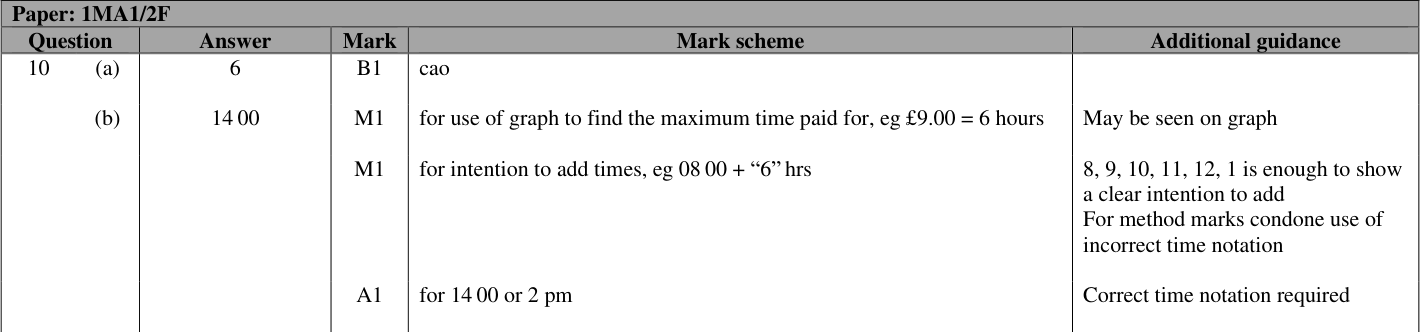 Paper: 1MA1/2F
Question Answer Mark Mark scheme Additional guidance
10 (a) 6 B1 cao
(b) 14 00 M1 for use of graph to find the maximum time paid for, eg £9.00 = 6 hours May be seen on graph
M1 for intention to add times, eg 08 00 + “6” hrs 8, 9, 10, 11, 12, 1 is enough to show
a clear intention to add
For method marks condone use of
incorrect time notation
A1 for 14 00 or 2 pm Correct time notation required